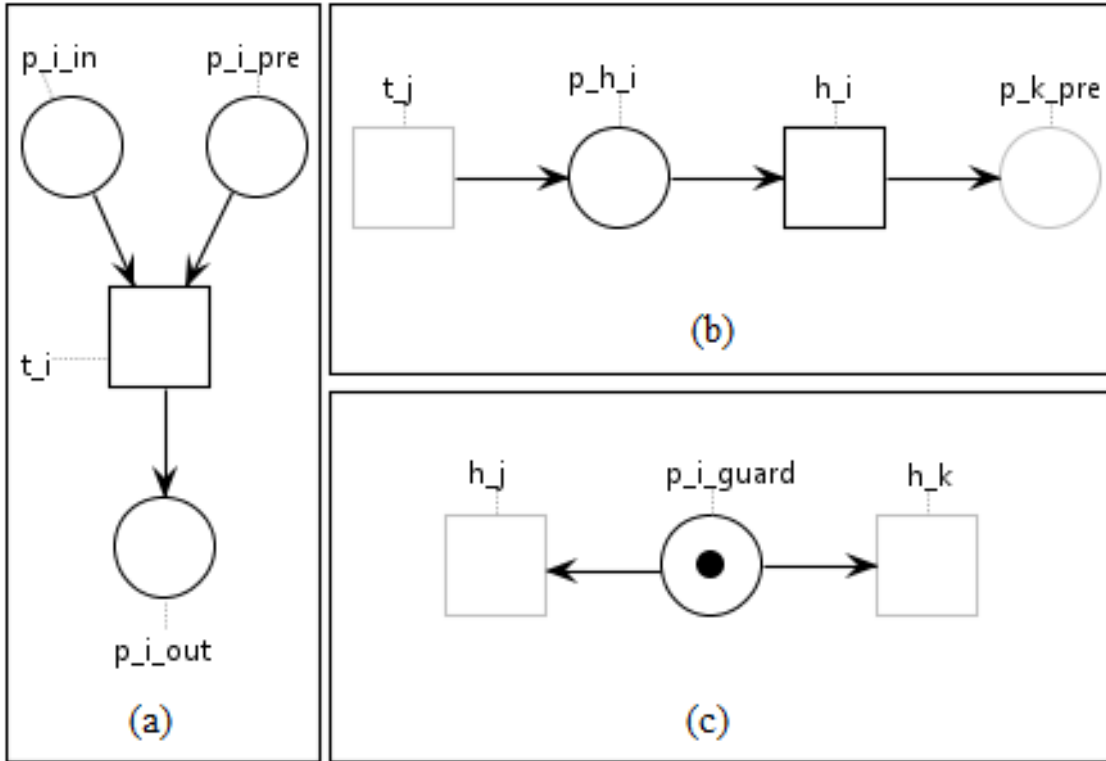 p_i_in
p_i_pre
t_i
p_i_out
(a)
t_j
p_h_i
h_i
p_k_pre
(b)
h_j
p_i_guard
h_k
(c)